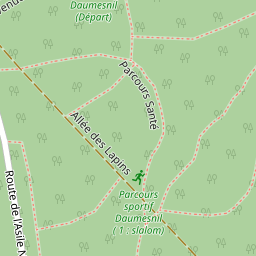 Daumesnil
(Départ)
Parcours Santé
Allée des Lapins
Parcours
sportif
Daumesnil
( 1 : slalom)
Route de l'Asile N